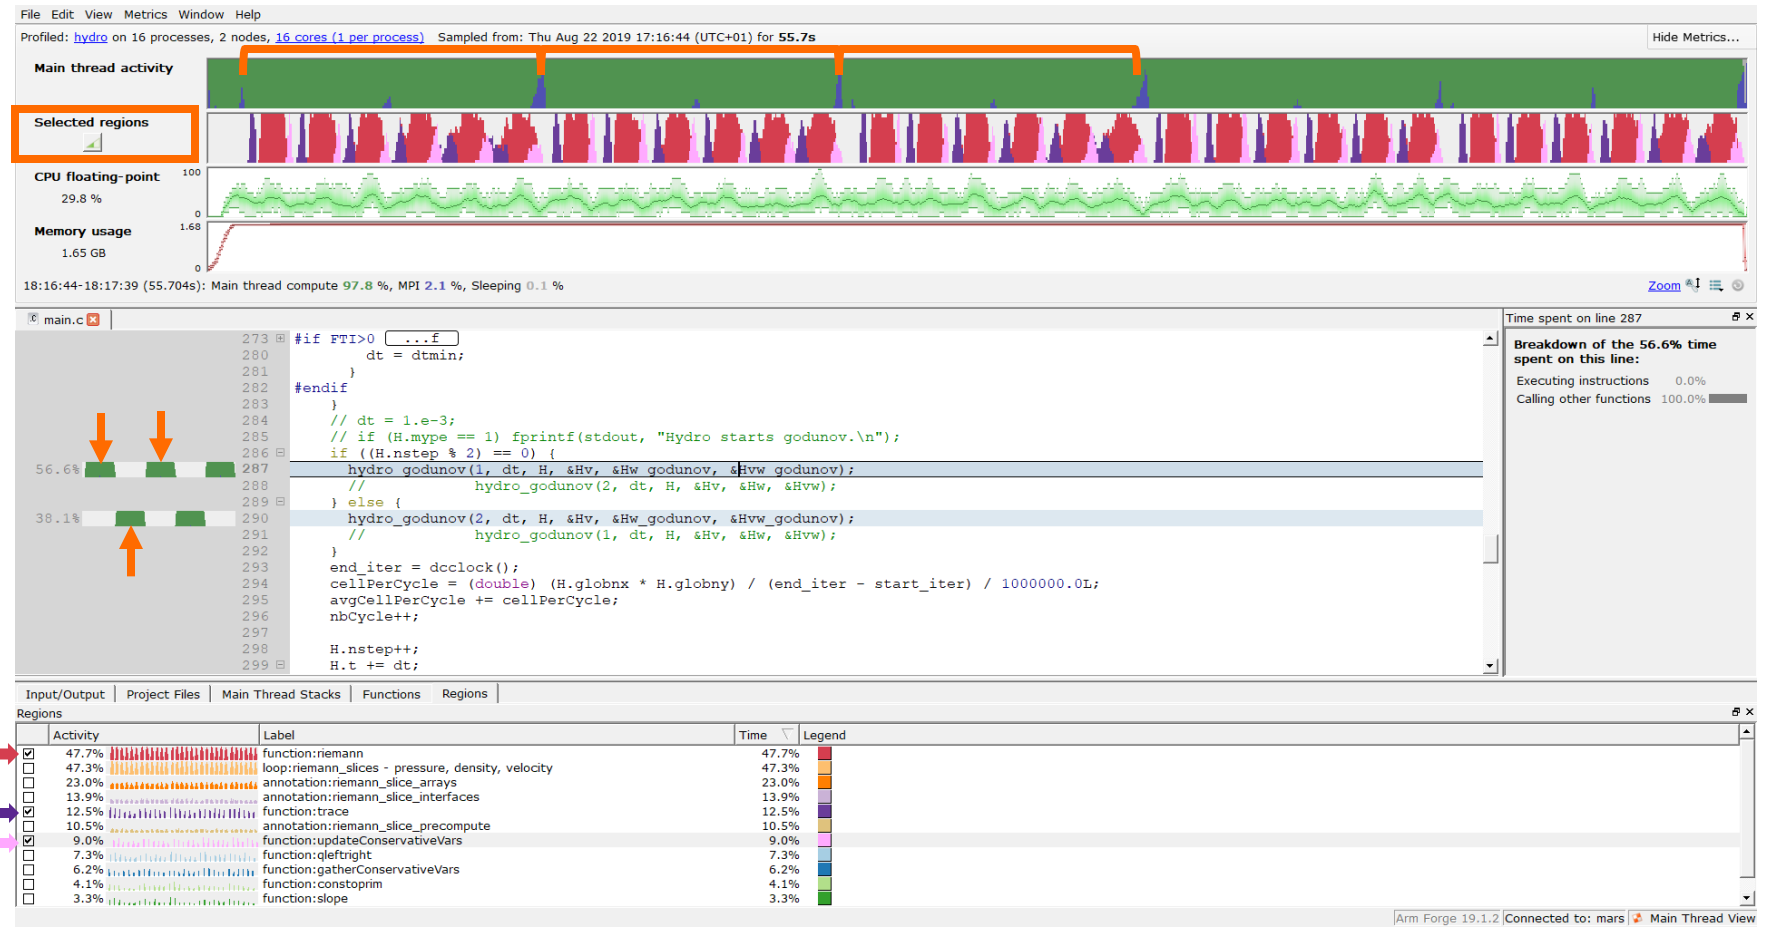 File Edit View Metrics Window Help
Profiled: hydro on 16 processes, 2 nodes, 16 cores (1 per process) Sampled from: Thu Aug 22 2019 17:16:44 (UTC+01) for 55.7s Hide Metrics...
Main thread activity
Selected regions
CPU floating-point 100
29.8 %
0
Memory usage 1.68
1.65 GB
0
18:16:44-18:17:39 (55.704s): Main thread compute 97.8 %, MPI 2.1 %, Sleeping 0.1 % Zoom
main.c
273 #if FTI>0 ...f
280 dt = dtmin;
281 }
282 #endif
283 }
284 // dt = 1.e-3;
285 // if (H.mype == 1) fprintf(stdout, "Hydro starts godunov.\n");
286 if ((H.nstep % 2) == 0) {
56.6% 287 hydro_godunov(1, dt, H, &Hv, &Hw_godunov, &Hvw_godunov);
288 // hydro_godunov(2, dt, H, &Hv, &Hw, &Hvw);
289 } else {
38.1% 290 hydro_godunov(2, dt, H, &Hv, &Hw_godunov, &Hvw_godunov);
291 // hydro_godunov(1, dt, H, &Hv, &Hw, &Hvw);
292 }
293 end_iter = dcclock();
294 cellPerCycle = (double) (H.globnx * H.globny) / (end_iter - start_iter) / 1000000.0L;
295 avgCellPerCycle += cellPerCycle;
296 nbCycle++;
297
298 H.nstep++;
299 H.t += dt;
Time spent on line 287
Breakdown of the 56.6% time
spent on this line:
Executing instructions 0.0%
Calling other functions 100.0%
Input/Output Project Files Main Thread Stacks Functions Regions
Regions
Activity Label Time Legend
47.7% function:riemann 47.7%
47.3% loop:riemann_slices - pressure, density, velocity 47.3%
23.0% annotation:riemann_slice_arrays 23.0%
13.9% annotation:riemann_slice_interfaces 13.9%
12.5% function:trace 12.5%
10.5% annotation:riemann_slice_precompute 10.5%
9.0% function:updateConservativeVars 9.0%
7.3% function:qleftright 7.3%
6.2% function:gatherConservativeVars 6.2%
4.1% function:constoprim 4.1%
3.3% function:slope 3.3%
Arm Forge 19.1.2 Connected to: mars Main Thread View